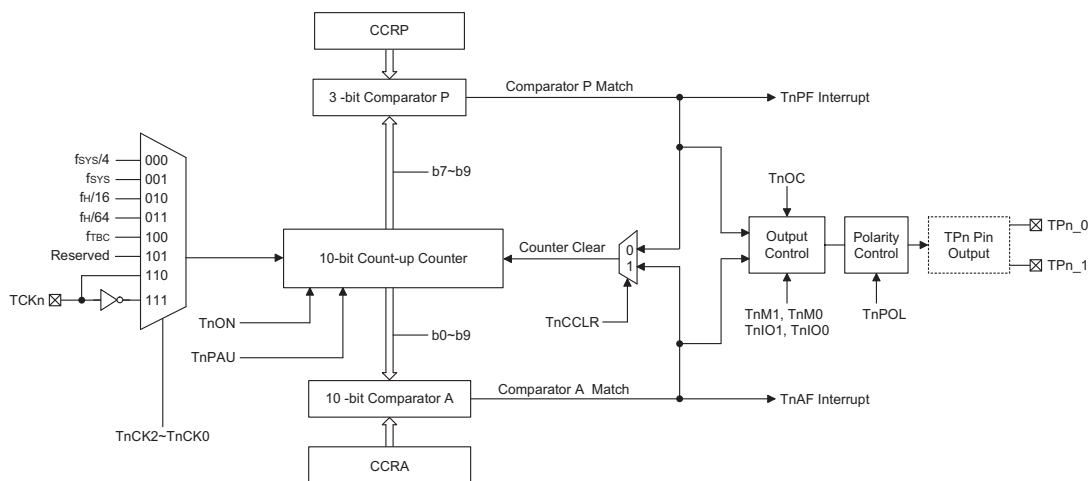 CCRP
3 -bit Comparator P
Comparator P Match
TnPF Interrupt
b7~b9
fSYS/4
fSYS
fH/16
fH/64
fTBC
Reserved
000
001
010
011
100
101
110
111
TCKn
TnCK2~TnCK0
10-bit Count-up Counter
TnON
TnPAU
b0~b9
Counter Clear
0
1
TnCCLR
TnOC
Output
Control
TnM1, TnM0
TnIO1, TnIO0
Polarity
Control
TnPOL
TPn Pin
Output
TPn_0
TPn_1
10 -bit Comparator A
Comparator A Match
TnAF Interrupt
CCRA